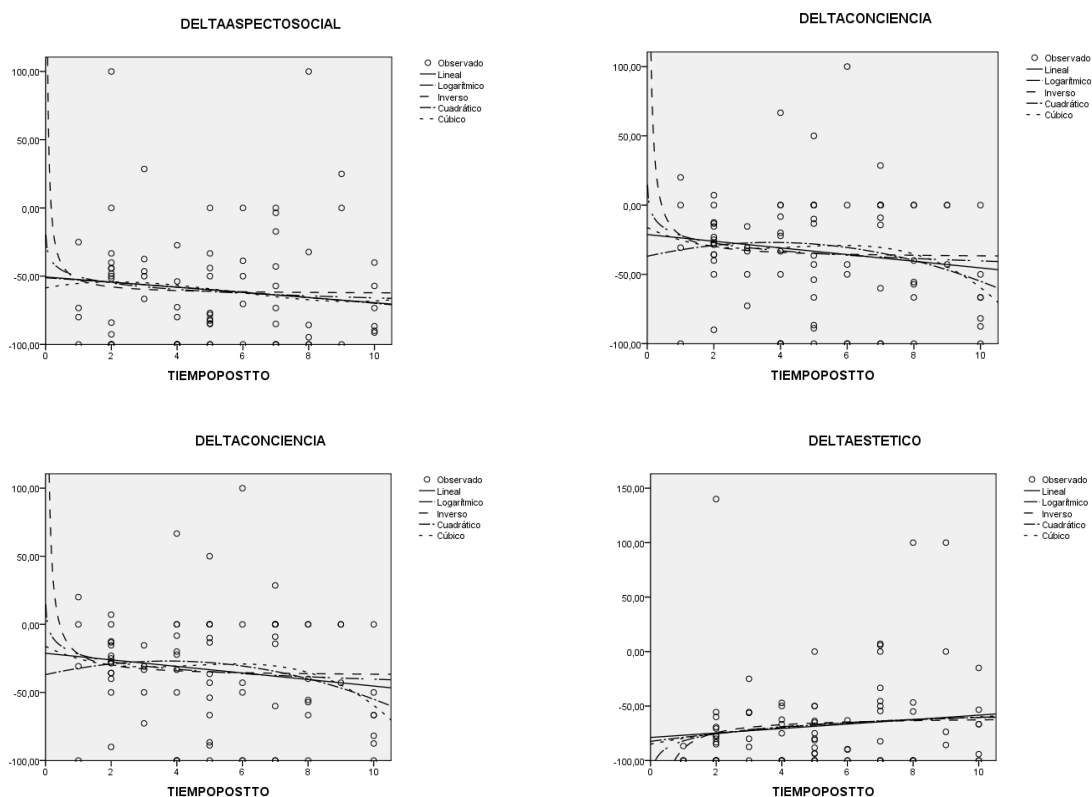 DELTAASPECTOSOCIAL
100,00
50,00
0,00
-50,00
-100,00
0 2 4 6 8 10
TIEMPOPOSTTO
Observado
Lineal
Logarítmico
Inverso
Cuadrático
Cúbico
DELTACONCIENCIA
100,00
50,00
0,00
-50,00
-100,00
0 2 4 6 8 10
TIEMPOPOSTTO
Observado
Lineal
Logarítmico
Inverso
Cuadrático
Cúbico
DELTACONCIENCIA
100,00
50,00
0,00
-50,00
-100,00
0 2 4 6 8 10
TIEMPOPOSTTO
Observado
Lineal
Logarítmico
Inverso
Cuadrático
Cúbico
DELTAESTETICO
150,00
100,00
50,00
0,00
-50,00
-100,00
0 2 4 6 8 10
TIEMPOPOSTTO
Observado
Lineal
Logarítmico
Inverso
Cuadrático
Cúbico